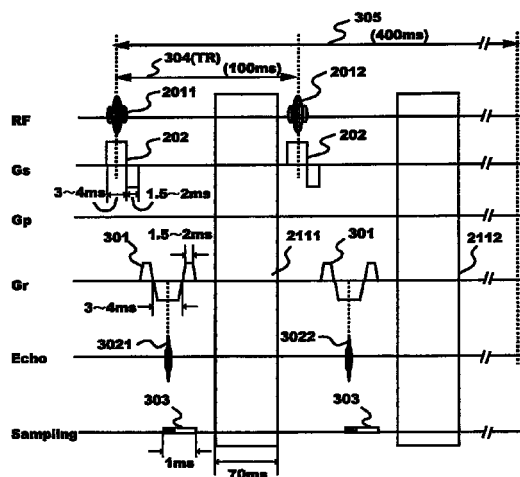 305
(400ms)
304(TR)
(100ms)
2011
2012
RF
202
202
Gs
3~4ms
1.5~2ms
Gp
301
1.5~2ms
2111
301
2112
Gr
3~4ms
3021
3022
Echo
303
303
Sampling
1ms
70ms